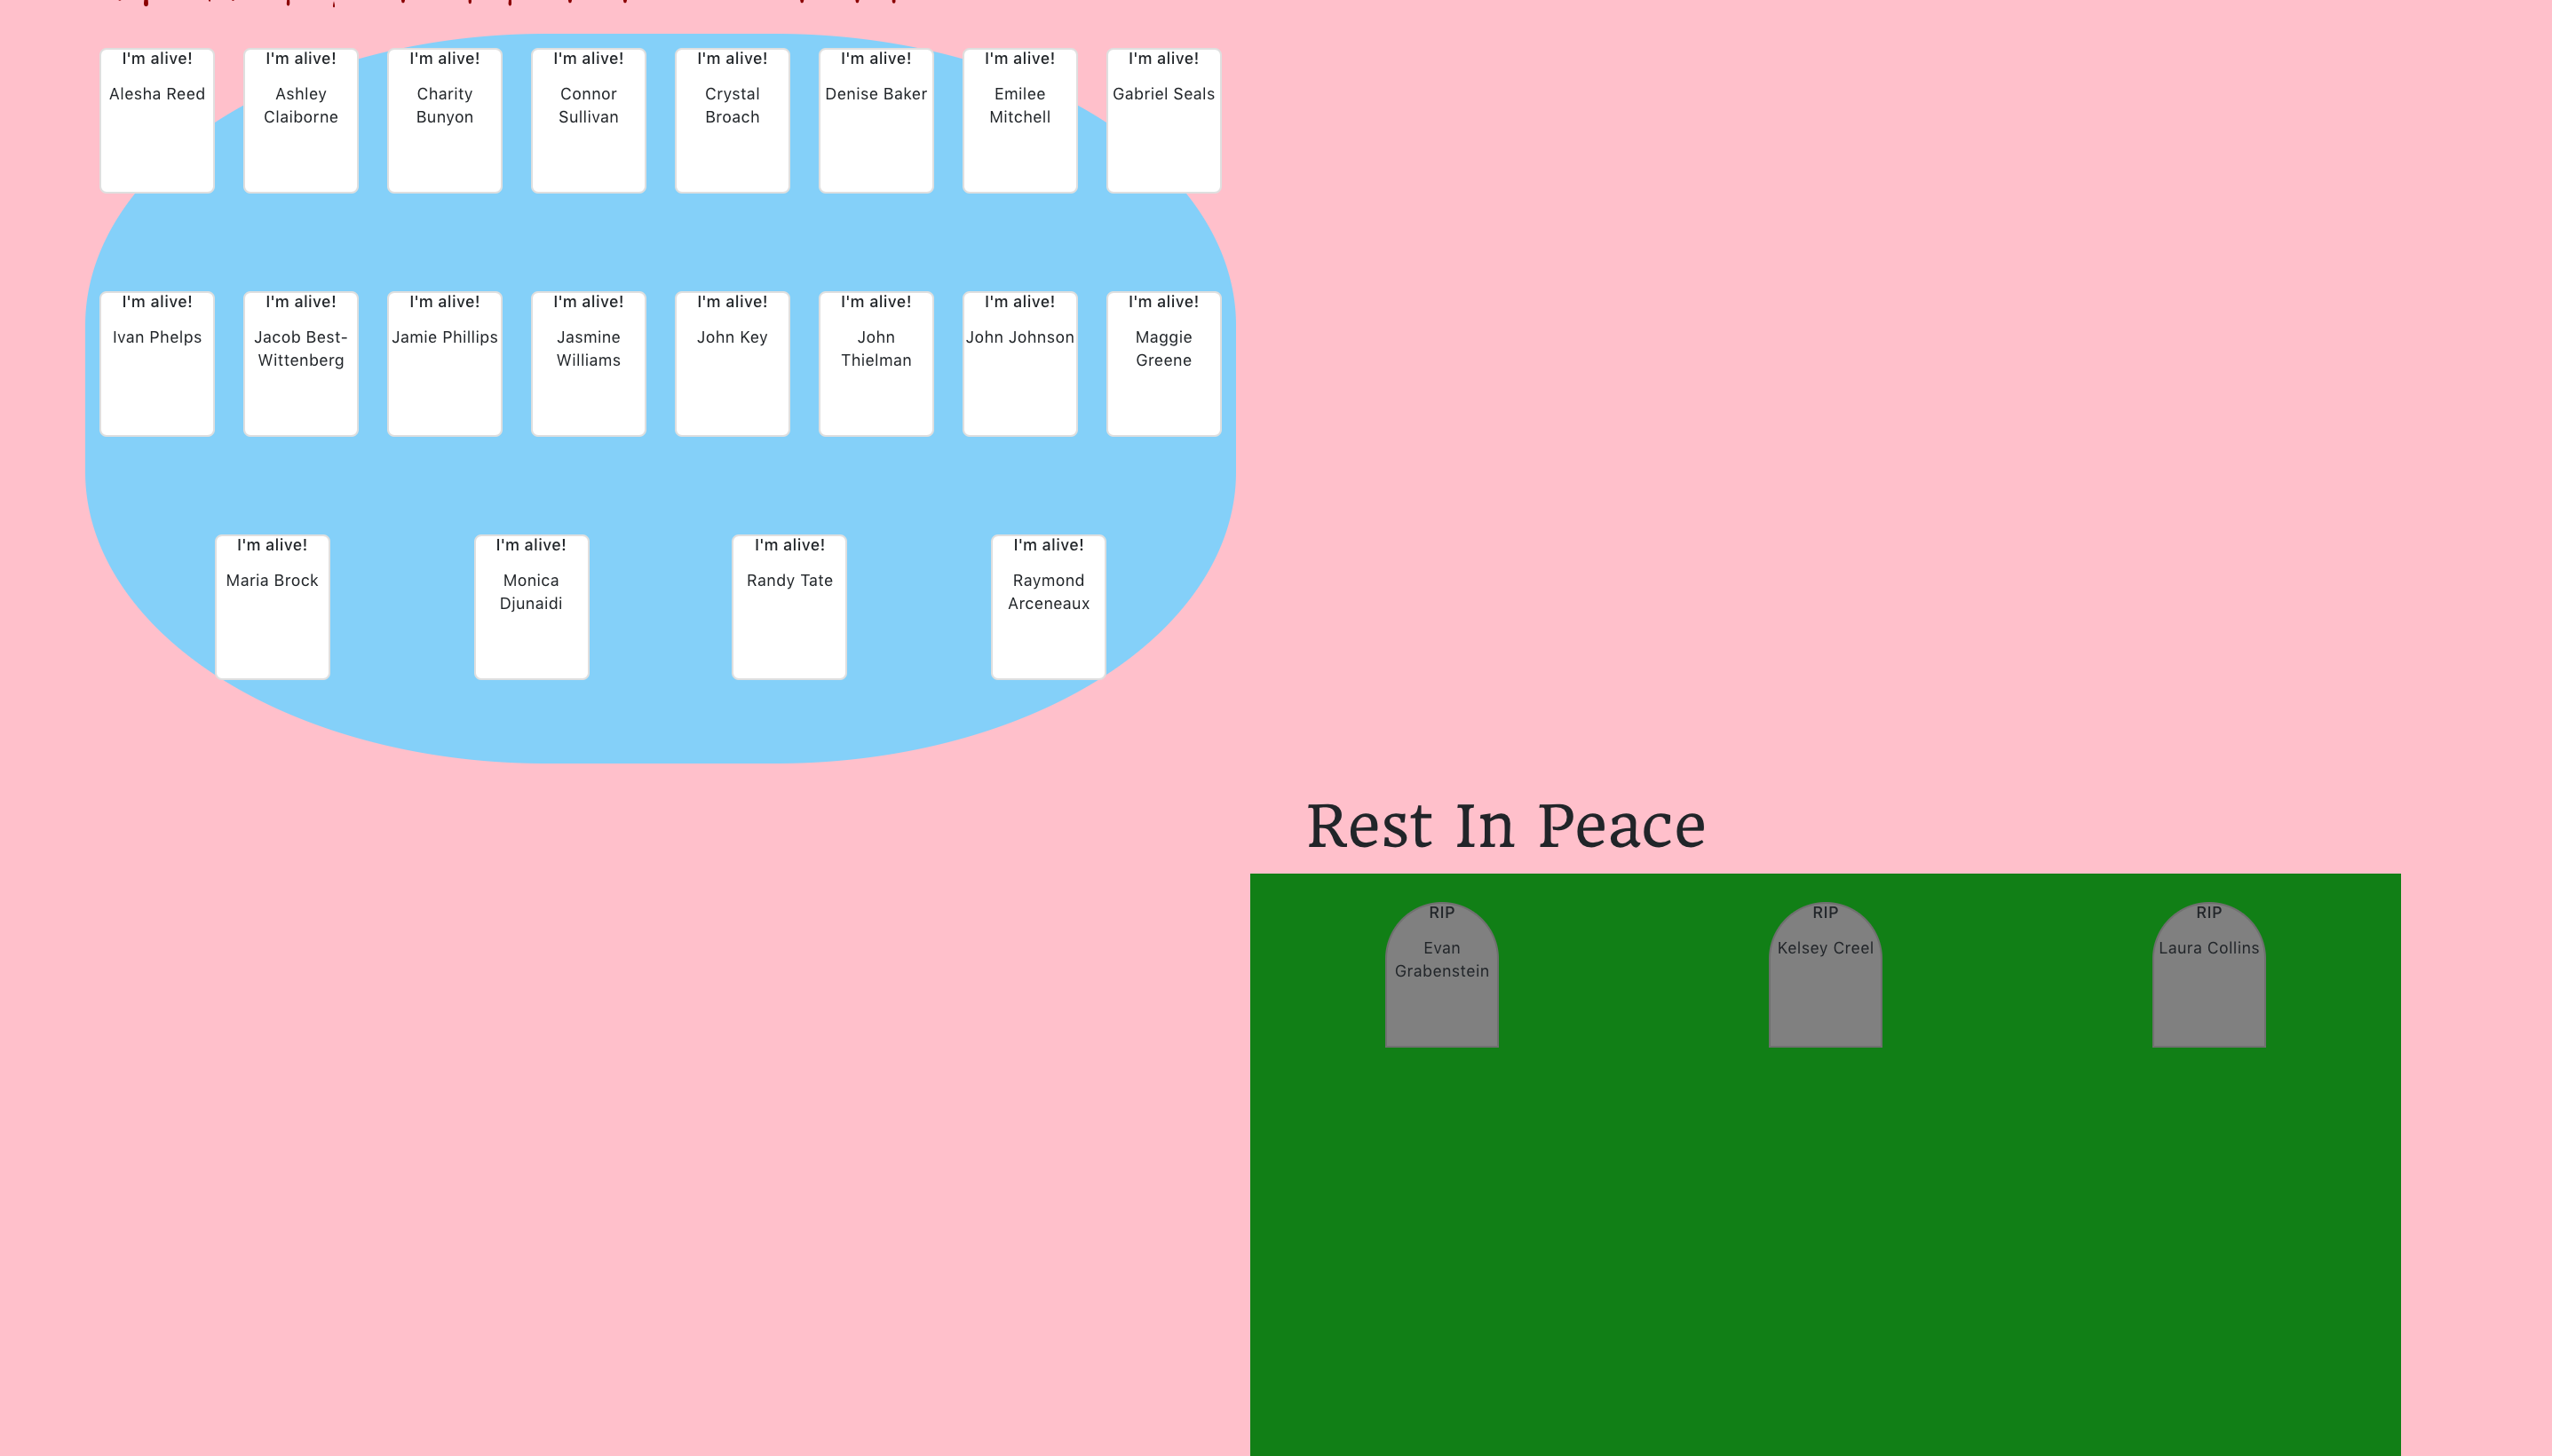 I'm alive!
Alesha Reed
I'm alive!
Ashley
Claiborne
I'm alive!
Charity
Bunyon
I'm alive!
Connor
Sullivan
I'm alive!
Crystal
Broach
I'm alive!
Denise Baker
I'm alive!
Emilee
Mitchell
I'm alive!
Gabriel Seals
I'm alive!
Ivan Phelps
I'm alive!
Jacob Best-
Wittenberg
I'm alive!
Jamie Phillips
I'm alive!
Jasmine
Williams
I'm alive!
John Key
I'm alive!
John
Thielman
I'm alive!
John Johnson
I'm alive!
Maggie
Greene
I'm alive!
Maria Brock
I'm alive!
Monica
Djunaidi
I'm alive!
Randy Tate
I'm alive!
Raymond
Arceneaux
Rest In Peace
RIP
Evan
Grabenstein
RIP
Kelsey Creel
RIP
Laura Collins